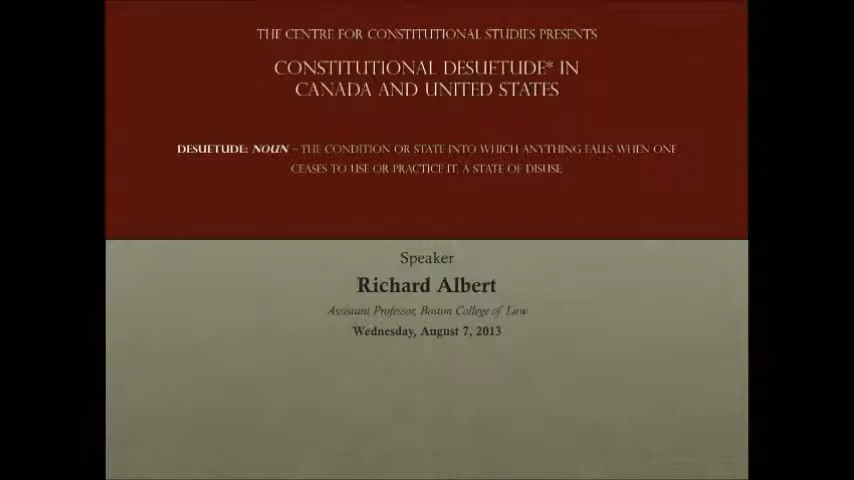 THE CENTRE FOR CONSTITUTIONAL STUDIES PRESENTS
CONSTITUTIONAL DESUETUDE* IN
CANADA AND UNITED STATES
DESUETUDE: NOUN – THE CONDITION OR STATE INTO WHICH ANYTHING FALLS WHEN ONE
CEASES TO USE OR PRACTICE IT; A STATE OF DISUSE
Speaker
Richard Albert
Assistant Professor, Boston College of Law
Wednesday, August 7, 2013